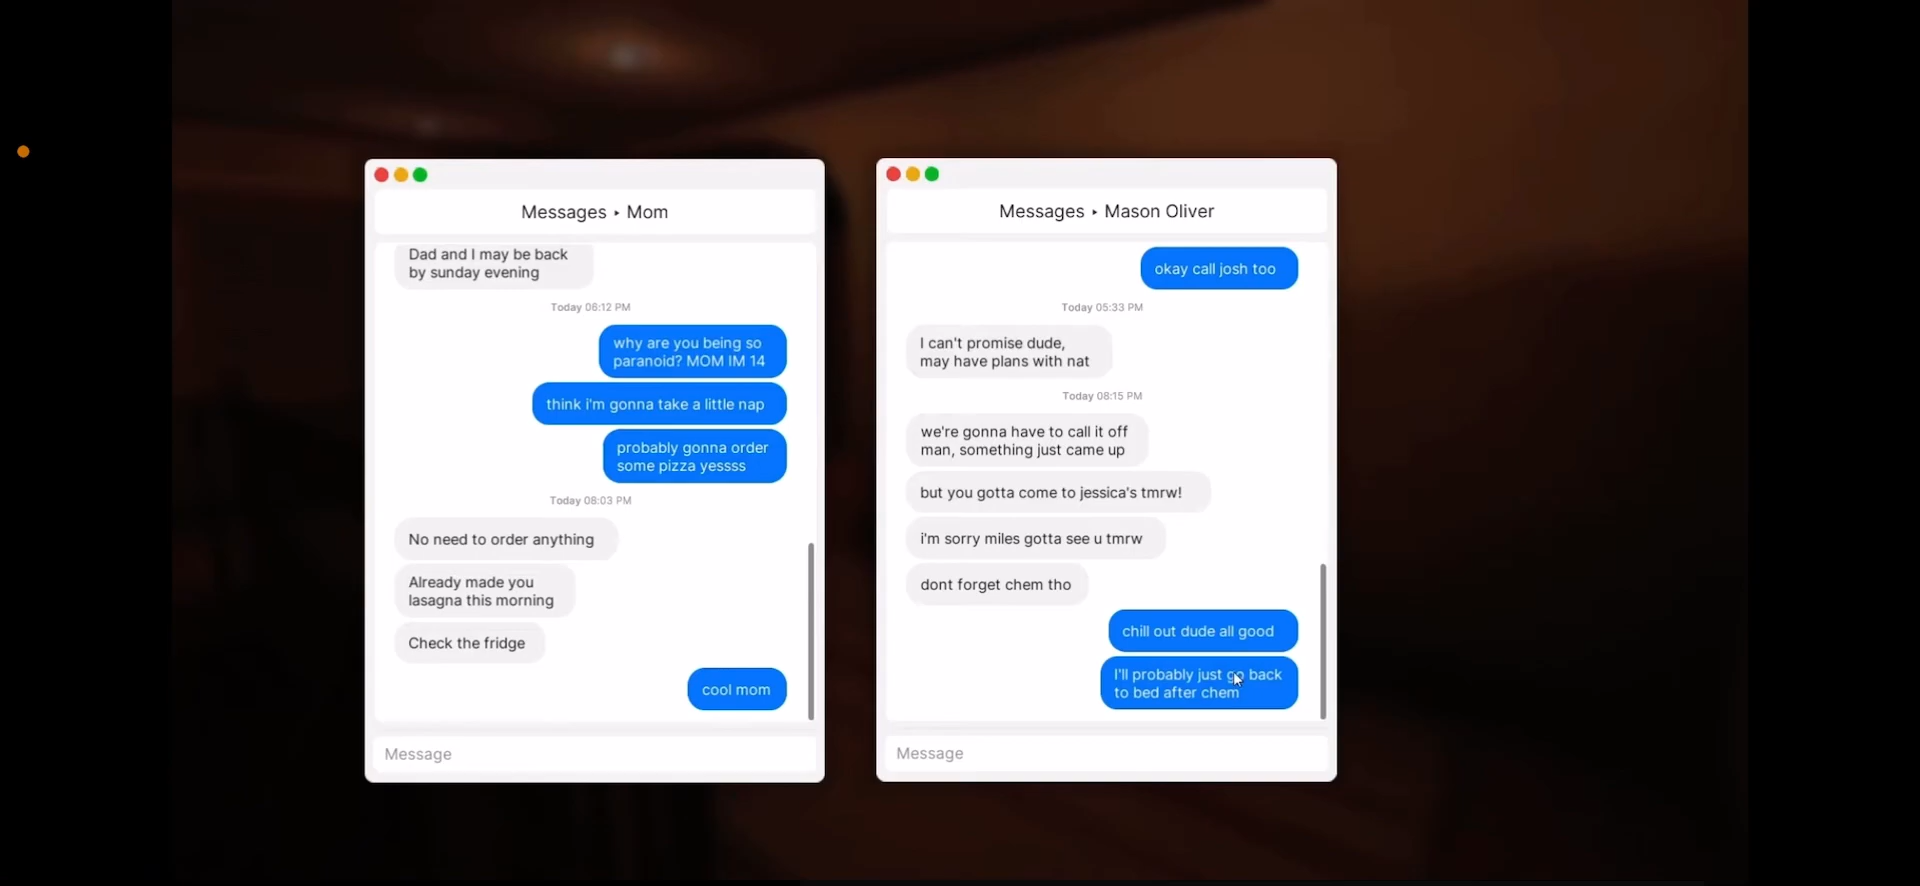 Messages ‣ Mom
Dad and I may be back
by sunday evening
Today 06:12 PM
why are you being so
paranoid? MOM IM 14
think i'm gonna take a little nap
probably gonna order
some pizza yessss
Today 08:03 PM
No need to order anything
Already made you
lasagna this morning
Check the fridge
cool mom
Message
Messages ‣ Mason Oliver
okay call josh too
Today 05:33 PM
I can't promise dude,
may have plans with nat
Today 08:15 PM
we're gonna have to call it off
man, something just came up
but you gotta come to jessica's tmrw!
i'm sorry miles gotta see u tmrw
dont forget chem tho
chill out dude all good
I'll probably just go back
to bed after chem
Message